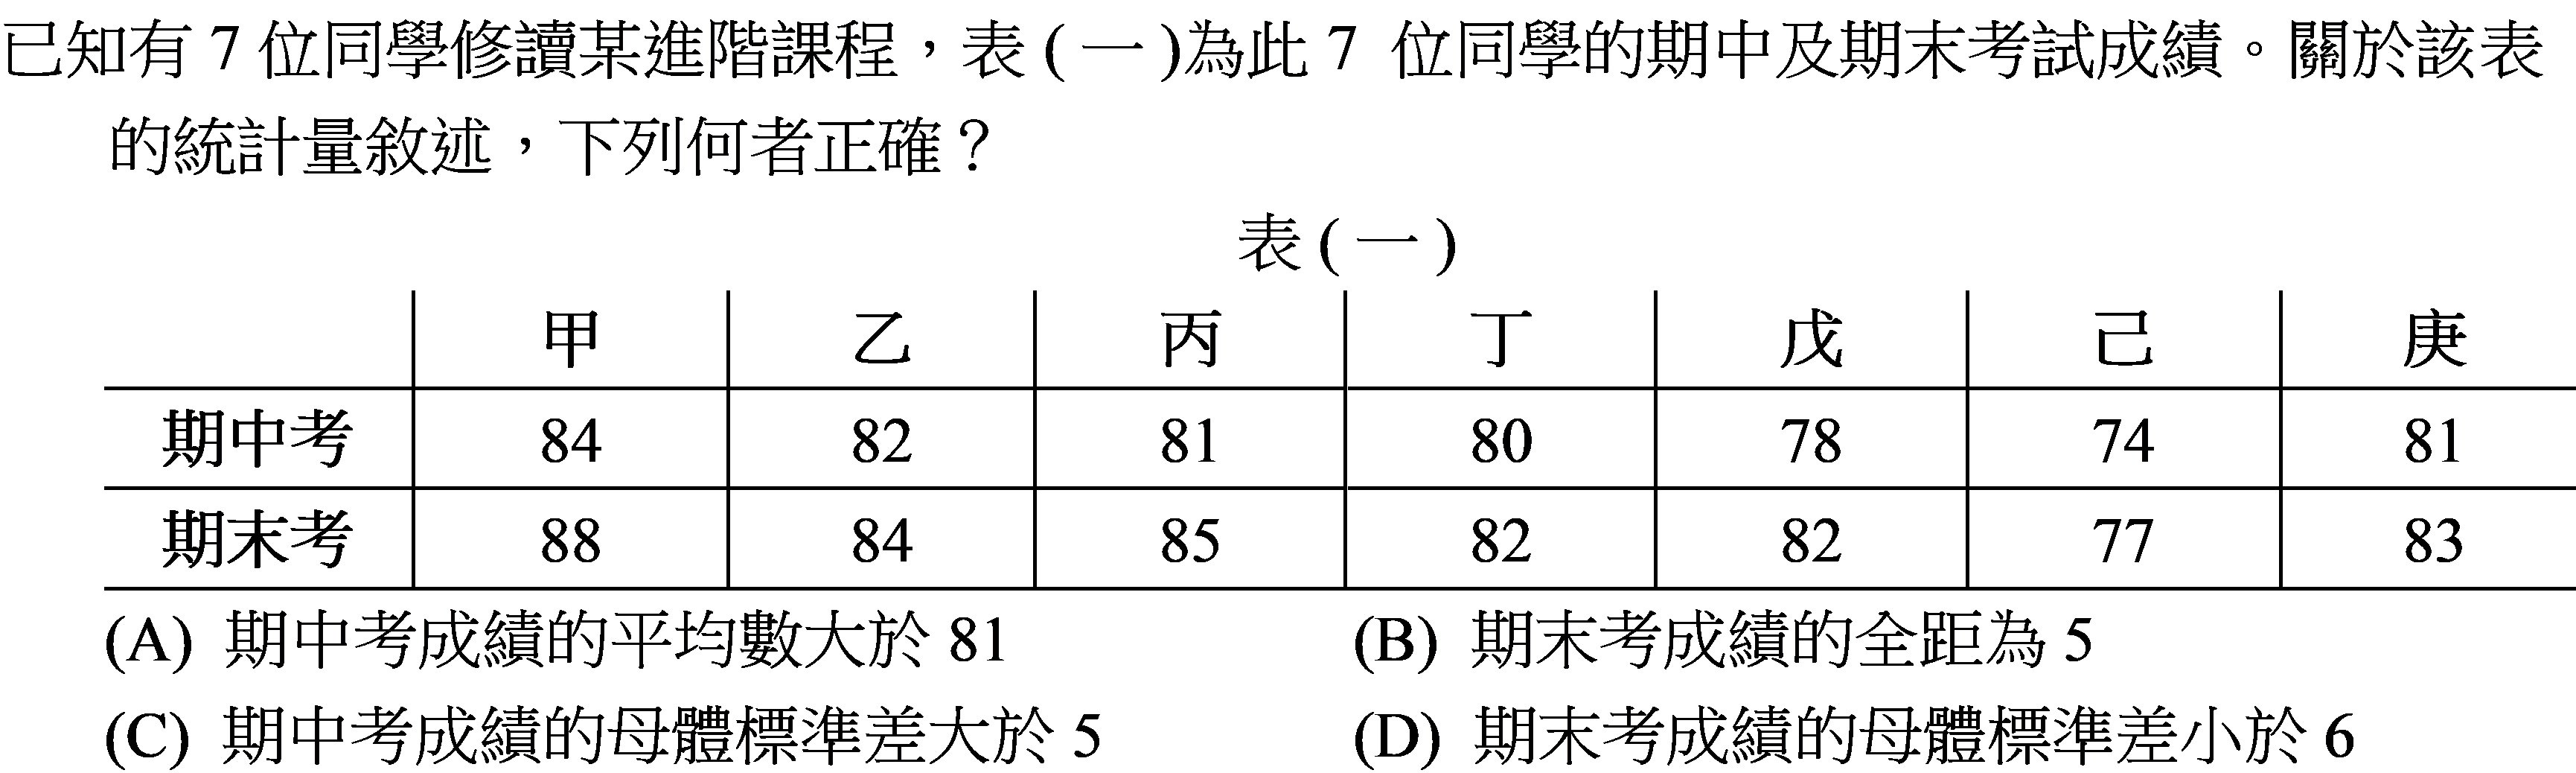 已知有 7 位同學修讀某進階課程，表(一)為此 7 位同學的期中及期末考試成績。關於該表
的統計量敘述，下列何者正確？
表(一)
甲 乙 丙 丁 戊 己 庚
期中考 84 82 81 80 78 74 81
期末考 88 84 85 82 82 77 83
(A) 期中考成績的平均數大於 81 (B) 期末考成績的全距為 5
(C) 期中考成績的母體標準差大於 5 (D) 期末考成績的母體標準差小於 6